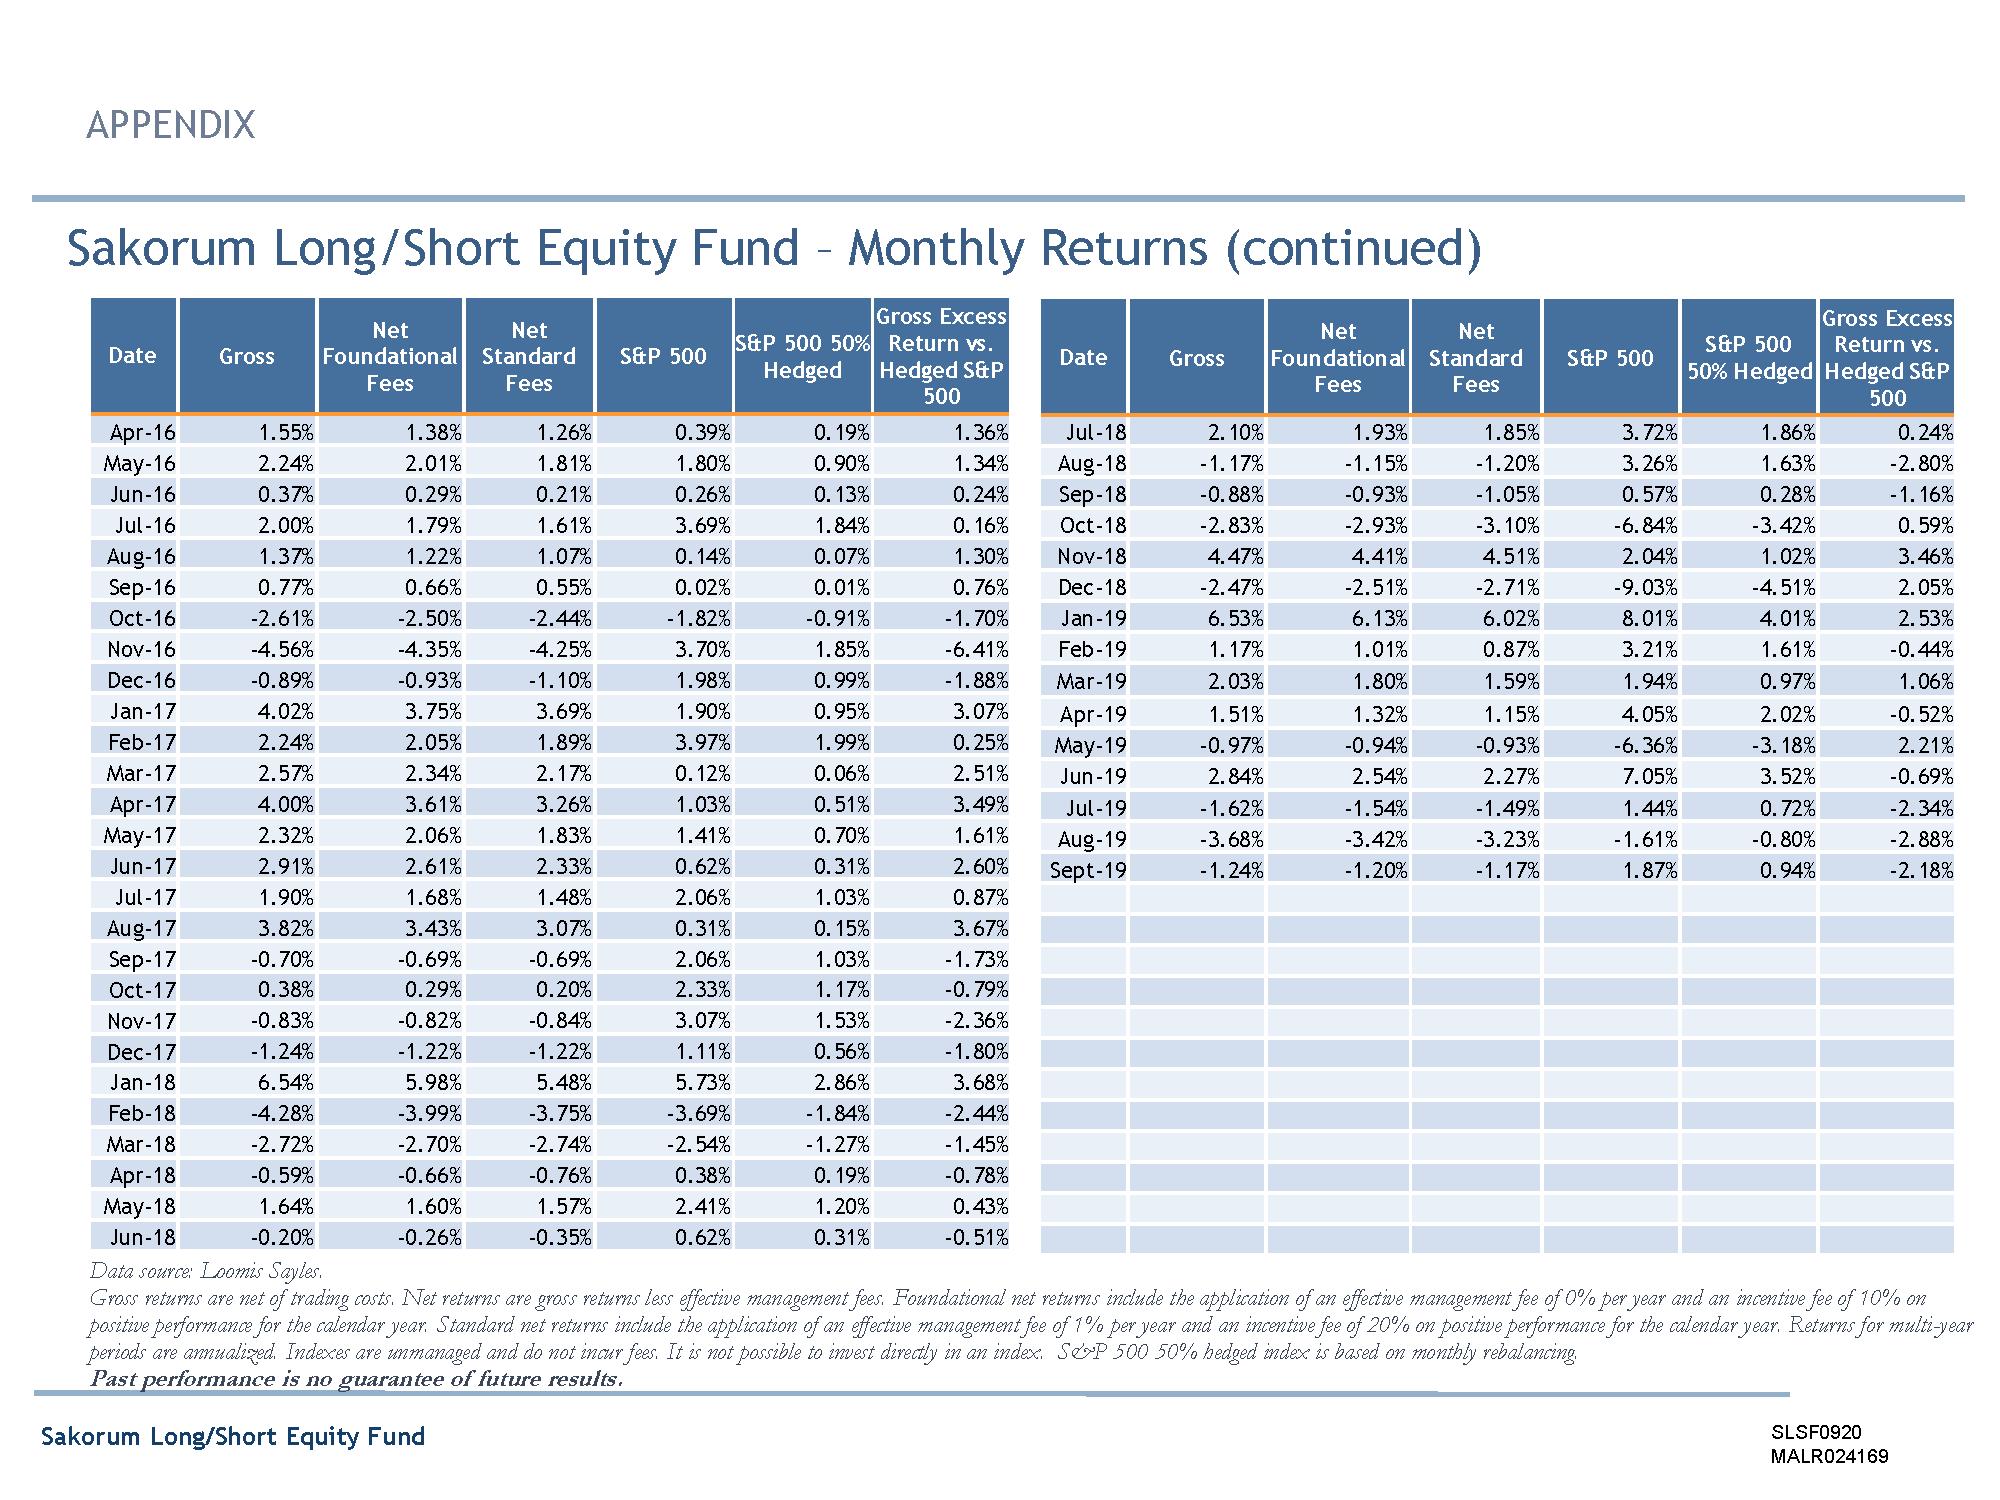 APPENDIX
Sakorum Long/Short Equity Fund – Monthly Returns (continued)
Date Gross Net Foundational Fees Net Standard Fees S&P 500 S&P 500 50% Hedged Gross Excess Return vs. Hedged S&P 500
Apr-16 1.55% 1.38% 1.26% 0.39% 0.19% 1.36%
May-16 2.24% 2.01% 1.81% 1.80% 0.90% 1.34%
Jun-16 0.37% 0.29% 0.21% 0.26% 0.13% 0.24%
Jul-16 2.00% 1.79% 1.61% 3.69% 1.84% 0.16%
Aug-16 1.37% 1.22% 1.07% 0.14% 0.07% 1.30%
Sep-16 0.77% 0.66% 0.55% 0.02% 0.01% 0.76%
Oct-16 -2.61% -2.50% -2.44% -1.82% -0.91% -1.70%
Nov-16 -4.56% -4.35% -4.25% 3.70% 1.85% -6.41%
Dec-16 -0.89% -0.93% -1.10% 1.98% 0.99% -1.88%
Jan-17 4.02% 3.75% 3.69% 1.90% 0.95% 3.07%
Feb-17 2.24% 2.05% 1.89% 3.97% 1.99% 0.25%
Mar-17 2.57% 2.34% 2.17% 0.12% 0.06% 2.51%
Apr-17 4.00% 3.61% 3.26% 1.03% 0.51% 3.49%
May-17 2.32% 2.06% 1.83% 1.41% 0.70% 1.61%
Jun-17 2.91% 2.61% 2.33% 0.62% 0.31% 2.60%
Jul-17 1.90% 1.68% 1.48% 2.06% 1.03% 0.87%
Aug-17 3.82% 3.43% 3.07% 0.31% 0.15% 3.67%
Sep-17 -0.70% -0.69% -0.69% 2.06% 1.03% -1.73%
Oct-17 0.38% 0.29% 0.20% 2.33% 1.17% -0.79%
Nov-17 -0.83% -0.82% -0.84% 3.07% 1.53% -2.36%
Dec-17 -1.24% -1.22% -1.22% 1.11% 0.56% -1.80%
Jan-18 6.54% 5.98% 5.48% 5.73% 2.86% 3.68%
Feb-18 -4.28% -3.99% -3.75% -3.69% -1.84% -2.44%
Mar-18 -2.72% -2.70% -2.74% -2.54% -1.27% -1.45%
Apr-18 -0.59% -0.66% -0.76% 0.38% 0.19% -0.78%
May-18 1.64% 1.60% 1.57% 2.41% 1.20% 0.43%
Jun-18 -0.20% -0.26% -0.35% 0.62% 0.31% -0.51%
Date Gross Net Foundational Fees Net Standard Fees S&P 500 S&P 500 50% Hedged Gross Excess Return vs. Hedged S&P 500
Jul-18 2.10% 1.93% 1.85% 3.72% 1.86% 0.24%
Aug-18 -1.17% -1.15% -1.20% 3.26% 1.63% -2.80%
Sep-18 -0.88% -0.93% -1.05% 0.57% 0.28% -1.16%
Oct-18 -2.83% -2.93% -3.10% -6.84% -3.42% 0.59%
Nov-18 4.47% 4.41% 4.51% 2.04% 1.02% 3.46%
Dec-18 -2.47% -2.51% -2.71% -9.03% -4.51% 2.05%
Jan-19 6.53% 6.13% 6.02% 8.01% 4.01% 2.53%
Feb-19 1.17% 1.01% 0.87% 3.21% 1.61% -0.44%
Mar-19 2.03% 1.80% 1.59% 1.94% 0.97% 1.06%
Apr-19 1.51% 1.32% 1.15% 4.05% 2.02% -0.52%
May-19 -0.97% -0.94% -0.93% -6.36% -3.18% 2.21%
Jun-19 2.84% 2.54% 2.27% 7.05% 3.52% -0.69%
Jul-19 -1.62% -1.54% -1.49% 1.44% 0.72% -2.34%
Aug-19 -3.68% -3.42% -3.23% -1.61% -0.80% -2.88%
Sept-19 -1.24% -1.20% -1.17% 1.87% 0.94% -2.18%
Data source: Loomis Sayles.
Gross returns are net of trading costs. Net returns are gross returns less effective management fees. Foundational net returns include the application of an effective management fee of 0% per year and an incentive fee of 10% on
positive performance for the calendar year. Standard net returns include the application of an effective management fee of 1% per year and an incentive fee of 20% on positive performance for the calendar year. Returns for multi-year
periods are annualized. Indexes are unmanaged and do not incur fees. It is not possible to invest directly in an index. S&P 500 50% hedged index is based on monthly rebalancing.
Past performance is no guarantee of future results.
Sakorum Long/Short Equity Fund
SLSF0920
MALR024169